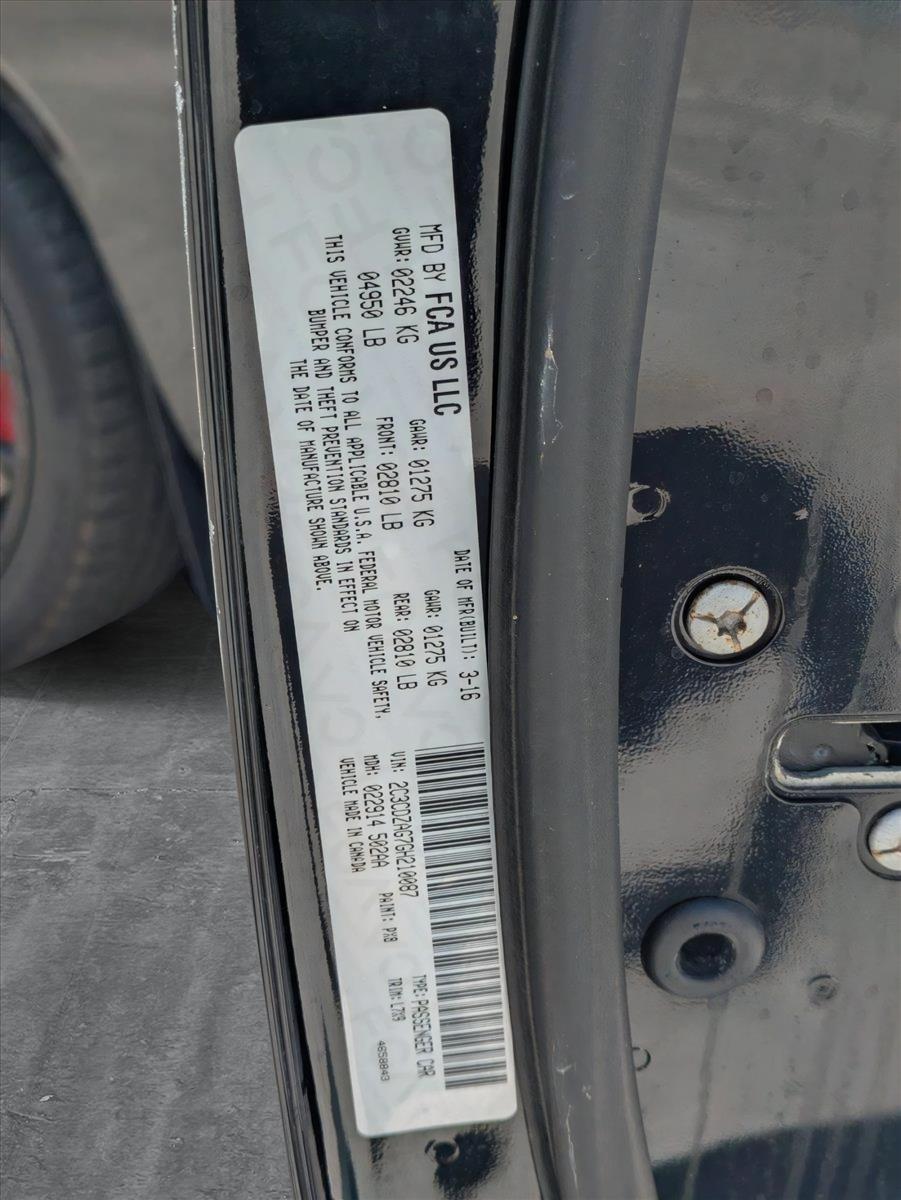 MFD BY FCA US LLC
DATE OF MFR(BUILT): 3-16
GVWR: 02246 KG
GAWR: 01275 KG
GAWR: 01275 KG
04950 LB
FRONT: 02810 LB
REAR: 02810 LB
THIS VEHICLE CONFORMS TO ALL APPLICABLE U.S.A. FEDERAL MOTOR VEHICLE SAFETY,
BUMPER AND THEFT PREVENTION STANDARDS IN EFFECT ON
THE DATE OF MANUFACTURE SHOWN ABOVE.
VIN: 2C3CDZAG7GH210087
TYPE: PASSENGER CAR
MDH: 022914 502AA
PAINT: PX8
TRIM: L7X9
VEHICLE MADE IN CANADA
4658843